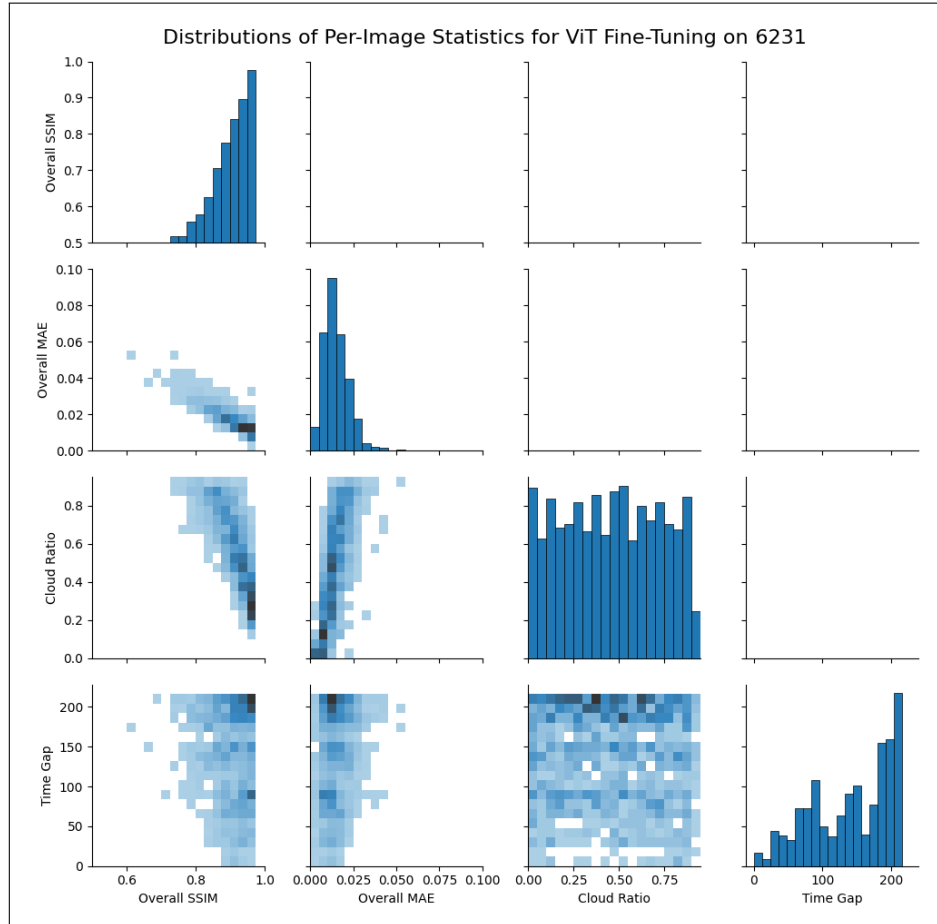 Distributions of Per-Image Statistics for ViT Fine-Tuning on 6231
1.0
0.9
0.8
0.7
0.6
0.5
Overall SSIM
0.10
0.08
0.06
0.04
0.02
0.00
Overall MAE
0.8
0.6
0.4
0.2
0.0
Cloud Ratio
200
150
100
50
0
Time Gap
0.6 0.8 1.0
0.000 0.025 0.050 0.075 0.100
0.00 0.25 0.50 0.75
0 100 200
Overall SSIM
Overall MAE
Cloud Ratio
Time Gap